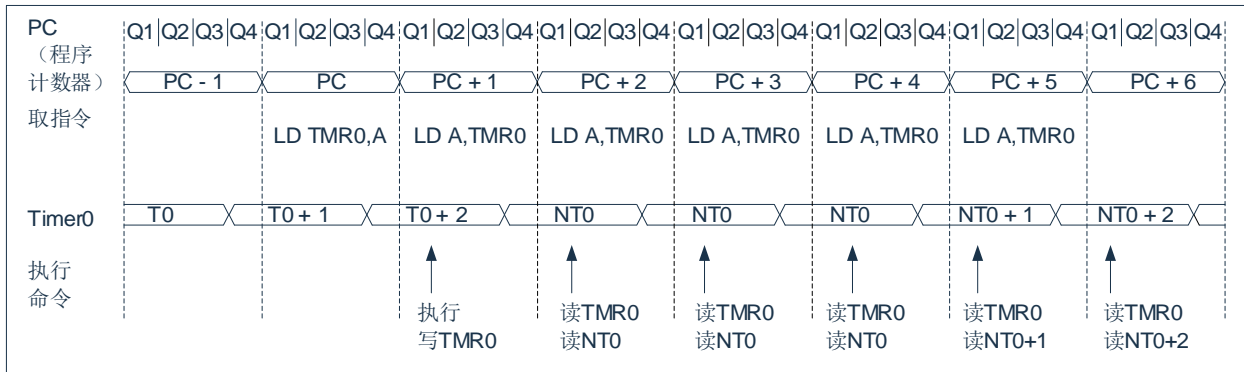 PC
（程序
计数器）
Q1|Q2|Q3|Q4|Q1|Q2|Q3|Q4|Q1|Q2|Q3|Q4|Q1|Q2|Q3|Q4|Q1|Q2|Q3|Q4|Q1|Q2|Q3|Q4|Q1|Q2|Q3|Q4|Q1|Q2|Q3|Q4
PC - 1 PC PC + 1 PC + 2 PC + 3 PC + 4 PC + 5 PC + 6
取指令
LD TMR0,A LD A,TMR0 LD A,TMR0 LD A,TMR0 LD A,TMR0 LD A,TMR0
Timer0 T0 T0 + 1 T0 + 2 NT0 NT0 NT0 NT0 + 1 NT0 + 2
执行
命令
执行 读TMR0 读TMR0 读TMR0 读TMR0 读TMR0
写TMR0 读NT0 读NT0 读NT0 读NT0+1 读NT0+2